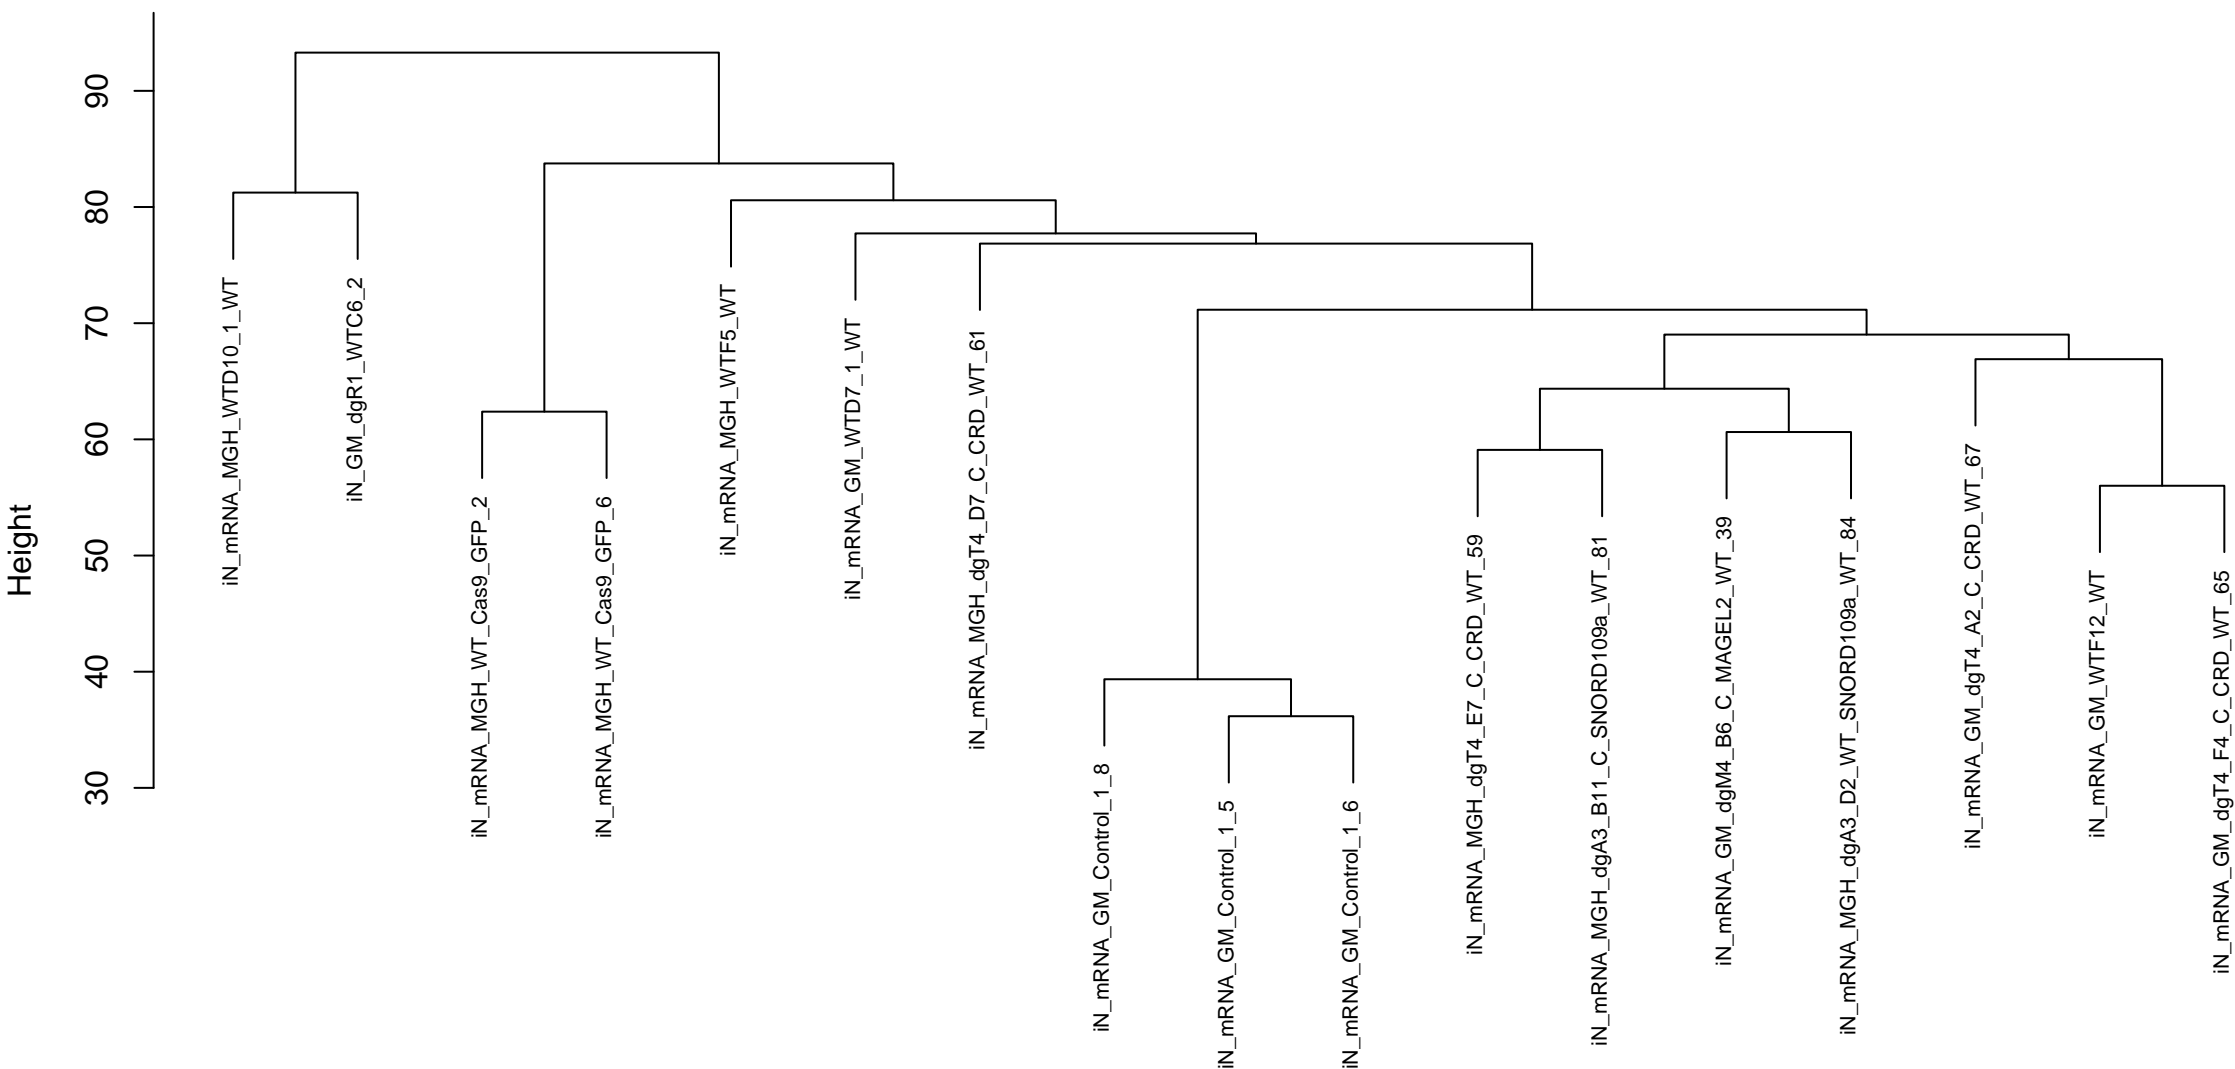 Height
90
80
70
60
50
40
30
iN_mRNA_MGH_WTD10_1_WT
iN_GM_dgR1_WTC6_2
iN_mRNA_MGH_WT_Cas9_GFP_2
iN_mRNA_MGH_WT_Cas9_GFP_6
iN_mRNA_MGH_WTF5_WT
iN_mRNA_GM_WTD7_1_WT
iN_mRNA_MGH_dgT4_D7_C_CRD_WT_61
iN_mRNA_GM_Control_1_8
iN_mRNA_GM_Control_1_5
iN_mRNA_GM_Control_1_6
iN_mRNA_MGH_dgT4_E7_C_CRD_WT_59
iN_mRNA_MGH_dgA3_B11_C_SNORD109a_WT_81
iN_mRNA_GM_dgM4_B6_C_MAGEL2_WT_39
iN_mRNA_MGH_dgA3_D2_WT_SNORD109a_WT_84
iN_mRNA_GM_dgT4_A2_C_CRD_WT_67
iN_mRNA_GM_WTF12_WT
iN_mRNA_GM_dgT4_F4_C_CRD_WT_65